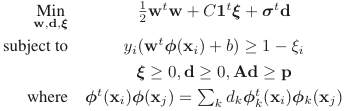 Min w,d,ξ ½wᵗw + C1ᵗξ + σᵗd
subject to yᵢ(wᵗϕ(xᵢ) + b) ≥ 1 − ξᵢ
ξ ≥ 0, d ≥ 0, Ad ≥ p
where ϕᵗ(xᵢ)ϕ(xⱼ) = ∑ₖ dₖϕₖᵗ(xᵢ)ϕₖ(xⱼ)